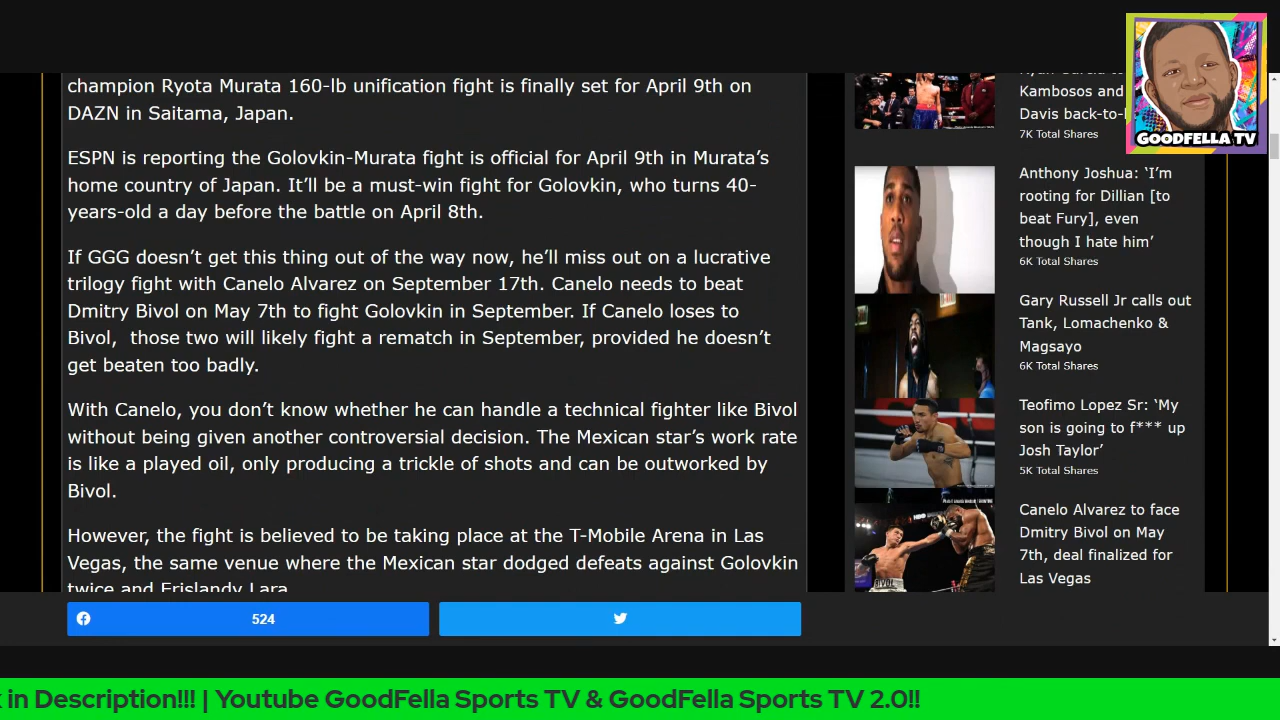 champion Ryota Murata 160-lb unification fight is finally set for April 9th on
DAZN in Saitama, Japan.
ESPN is reporting the Golovkin-Murata fight is official for April 9th in Murata’s
home country of Japan. It’ll be a must-win fight for Golovkin, who turns 40-
years-old a day before the battle on April 8th.
If GGG doesn’t get this thing out of the way now, he’ll miss out on a lucrative
trilogy fight with Canelo Alvarez on September 17th. Canelo needs to beat
Dmitry Bivol on May 7th to fight Golovkin in September. If Canelo loses to
Bivol,  those two will likely fight a rematch in September, provided he doesn’t
get beaten too badly.
With Canelo, you don’t know whether he can handle a technical fighter like Bivol
without being given another controversial decision. The Mexican star’s work rate
is like a played oil, only producing a trickle of shots and can be outworked by
Bivol.
However, the fight is believed to be taking place at the T-Mobile Arena in Las
Vegas, the same venue where the Mexican star dodged defeats against Golovkin
twice and Erislandy Lara
524
Kambosos and
Davis back-to-
7K Total Shares
Anthony Joshua: ‘I’m
rooting for Dillian [to
beat Fury], even
though I hate him’
6K Total Shares
Gary Russell Jr calls out
Tank, Lomachenko &
Magsayo
6K Total Shares
Teofimo Lopez Sr: ‘My
son is going to f*** up
Josh Taylor’
5K Total Shares
Canelo Alvarez to face
Dmitry Bivol on May
7th, deal finalized for
Las Vegas
BIVOL
GOODFELLA TV
in Description!!! | Youtube GoodFella Sports TV & GoodFella Sports TV 2.0!!